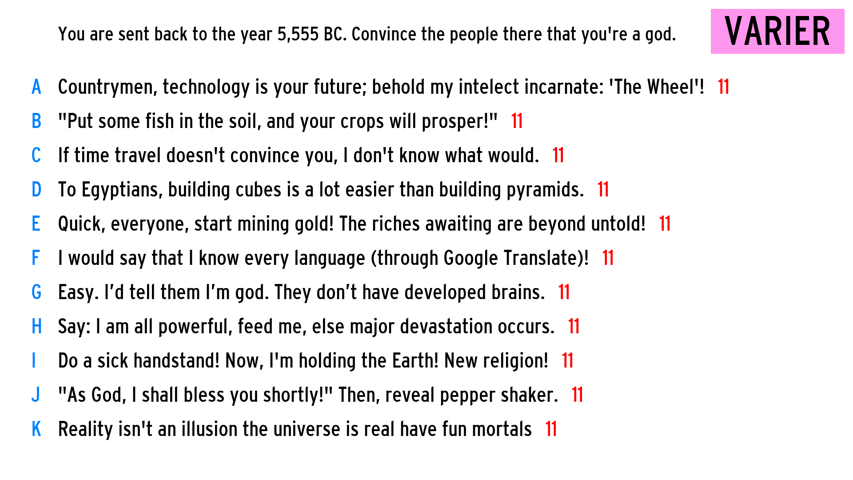 You are sent back to the year 5,555 BC. Convince the people there that you're a god.
VARIER
A Countrymen, technology is your future; behold my intelect incarnate: 'The Wheel'! 11
B "Put some fish in the soil, and your crops will prosper!" 11
C If time travel doesn't convince you, I don't know what would. 11
D To Egyptians, building cubes is a lot easier than building pyramids. 11
E Quick, everyone, start mining gold! The riches awaiting are beyond untold! 11
F I would say that I know every language (through Google Translate)! 11
G Easy. I’d tell them I’m god. They don’t have developed brains. 11
H Say: I am all powerful, feed me, else major devastation occurs. 11
I Do a sick handstand! Now, I'm holding the Earth! New religion! 11
J "As God, I shall bless you shortly!" Then, reveal pepper shaker. 11
K Reality isn't an illusion the universe is real have fun mortals 11